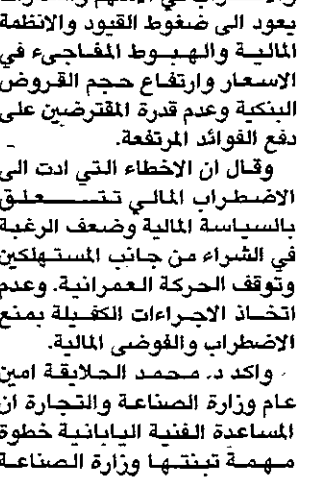 يعود الى ضغوط القيود والانظمة
المالية والهبوط المفاجىء في
الاسعار وارتفاع حجم القروض
البنكية وعدم قدرة المقترضين على
دفع الفوائد المرتفعة.
وقال ان الاخطاء التي ادت الى
الاضطراب المالي تتعلق
بالسياسة المالية وضعف الرغبة
في الشراء من جانب المستهلكين
وتوقف الحركة العمرانية. وعدم
اتخاذ الاجراءات الكفيلة بمنع
الاضطراب والفوضى المالية.
واكد د. محمد الحلايقة امين
عام وزارة الصناعة والتجارة ان
المساعدة الفنية اليابانية خطوة
مهمة تبنتها وزارة الصناعة